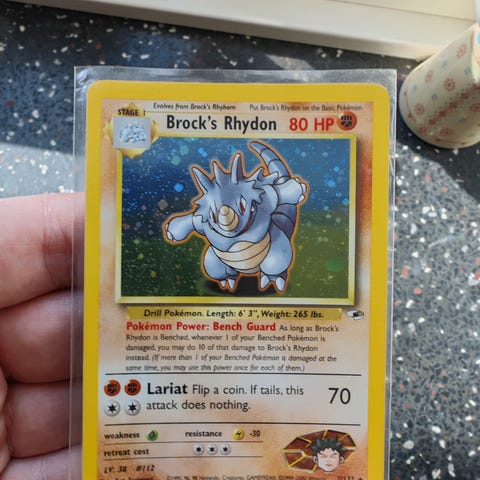 Evolves from Brock's Rhyhorn Put Brock's Rhydon on the Basic Pokémon
STAGE 1
Brock's Rhydon 80 HP
Drill Pokémon. Length: 6' 3", Weight: 265 lbs.
Pokémon Power: Bench Guard As long as Brock's
Rhydon is Benched, whenever 1 of your Benched Pokémon is
damaged, you may do 10 of that damage to Brock's Rhydon
instead. (If more than 1 of your Benched Pokémon is damaged at the
same time, you may use this power once for each of them.)
Lariat Flip a coin. If tails, this 70
attack does nothing.
weakness resistance -30
retreat cost
LV. 38 #112